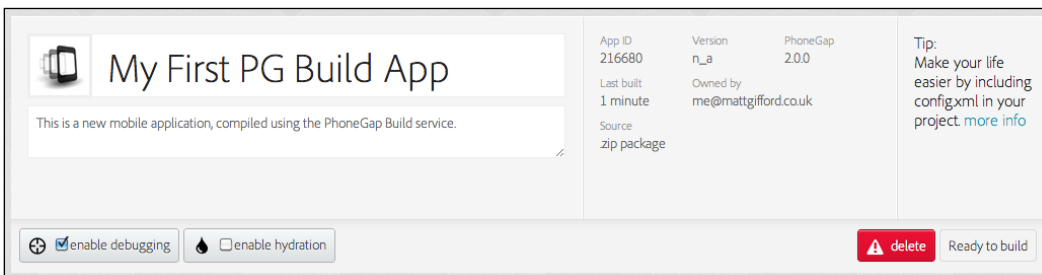 My First PG Build App
This is a new mobile application, compiled using the PhoneGap Build service.
App ID
216680
Version
n_a
PhoneGap
2.0.0
Last built
1 minute
Owned by
me@mattgifford.co.uk
Source
.zip package
Tip:
Make your life
easier by including
config.xml in your
project. more info
enable debugging
enable hydration
delete
Ready to build